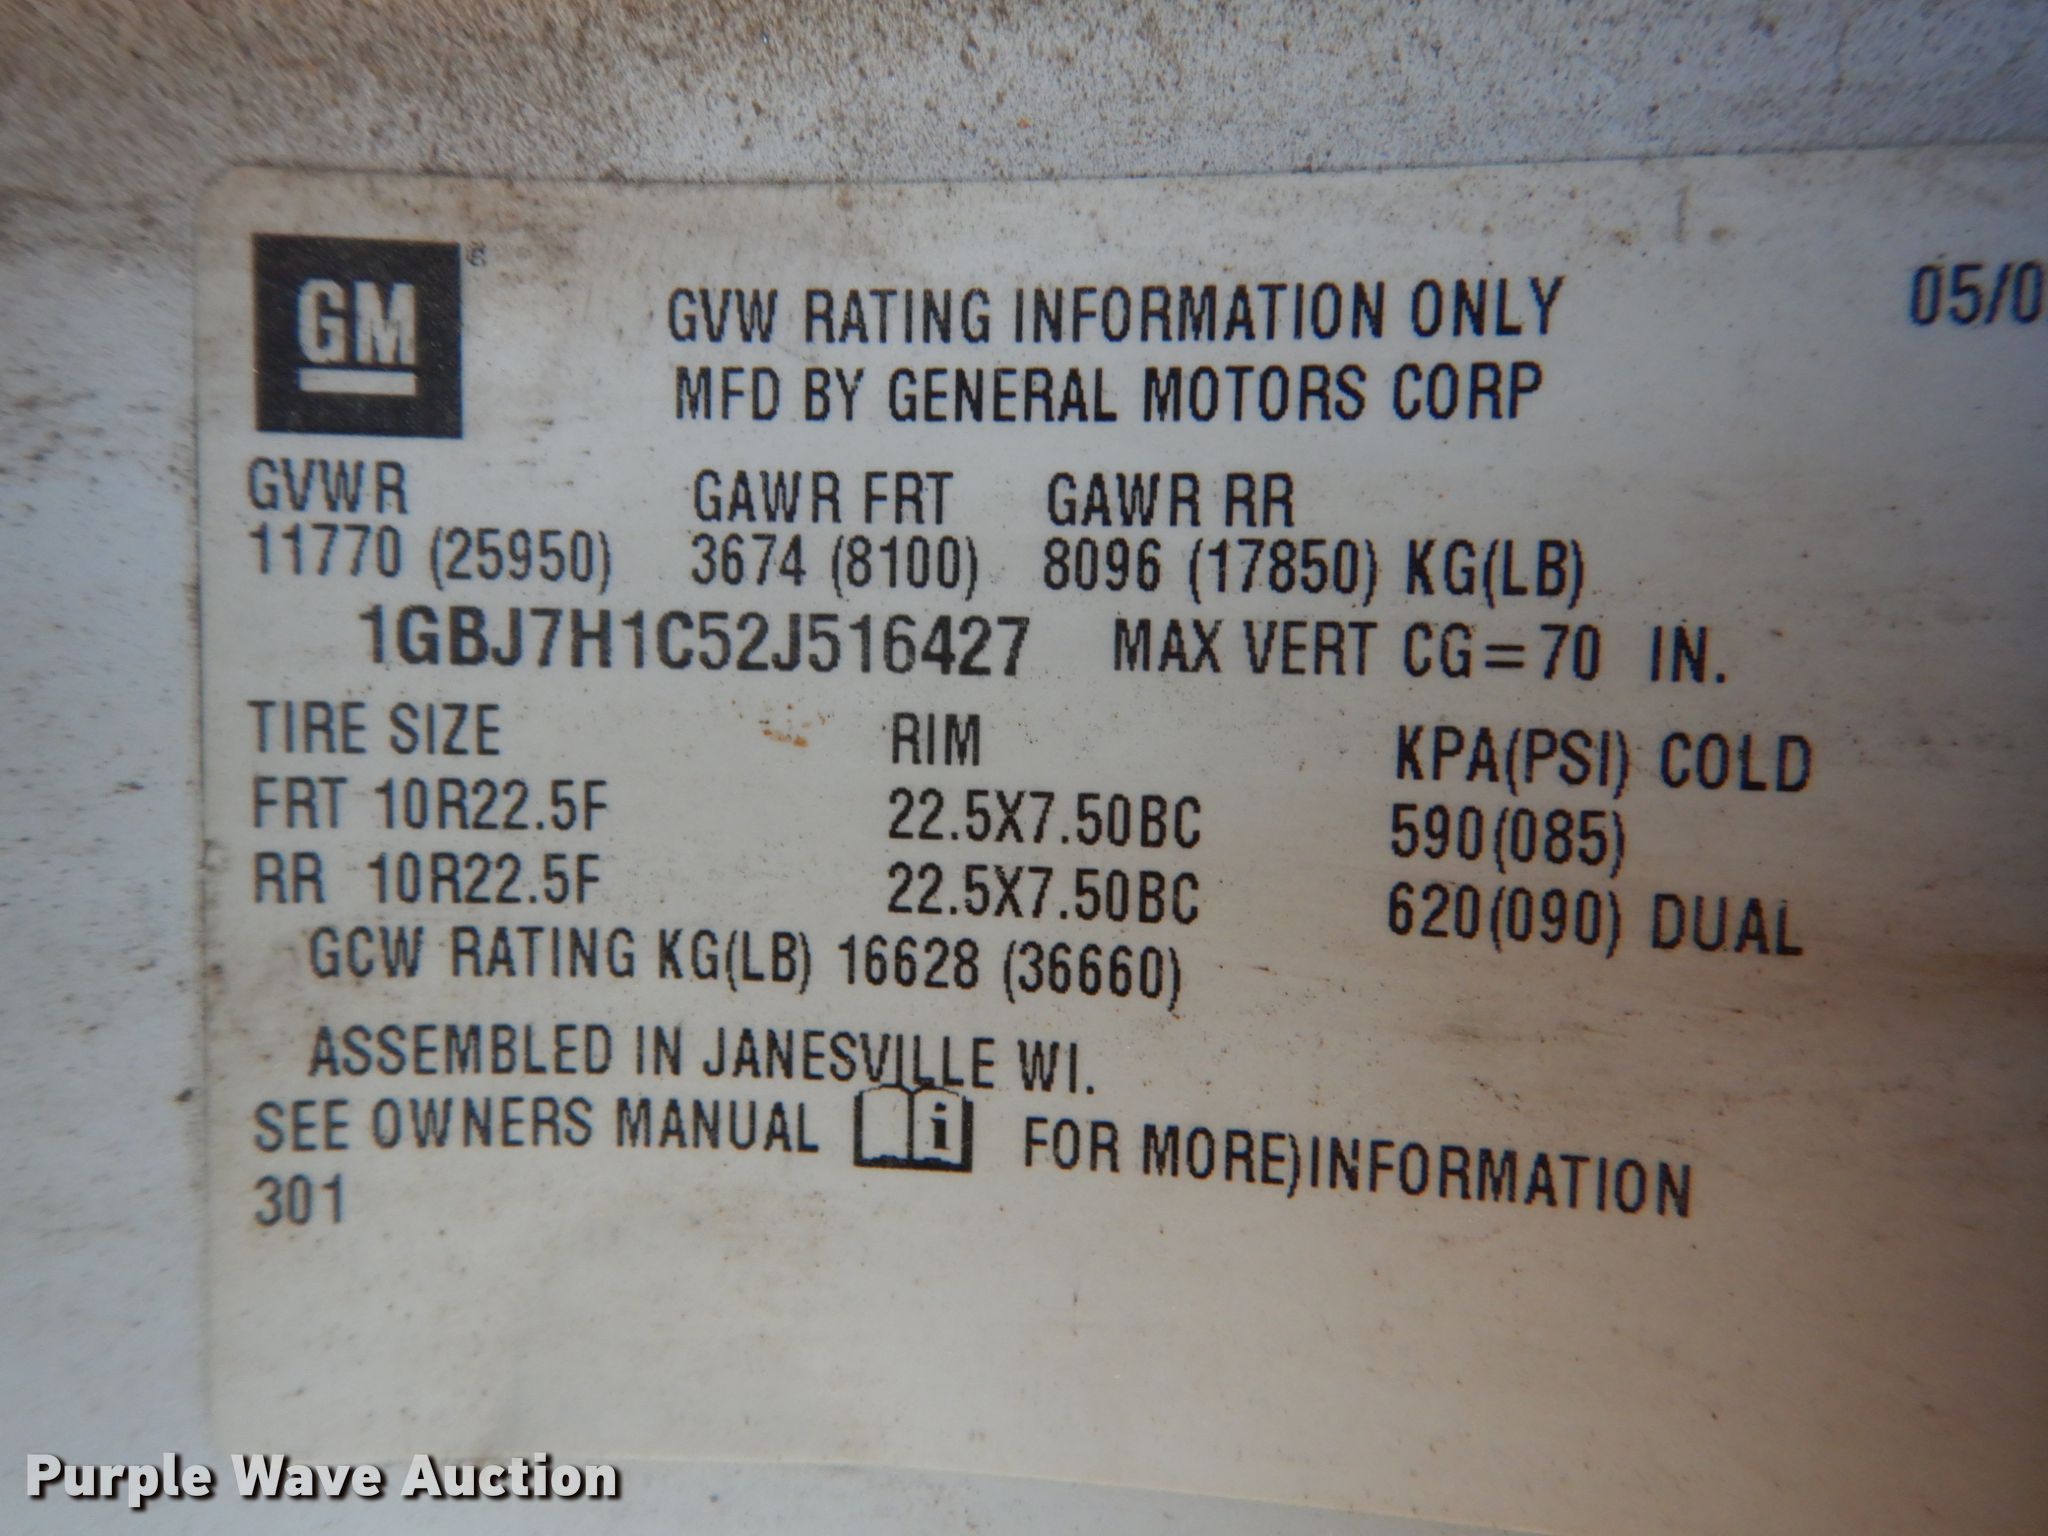 GM
GVW RATING INFORMATION ONLY
05/0
MFD BY GENERAL MOTORS CORP
GVWR GAWR FRT GAWR RR
11770 (25950) 3674 (8100) 8096 (17850) KG(LB)
1GBJ7H1C52J516427 MAX VERT CG=70 IN.
TIRE SIZE RIM KPA(PSI) COLD
FRT 10R22.5F 22.5X7.50BC 590(085)
RR 10R22.5F 22.5X7.50BC 620(090) DUAL
GCW RATING KG(LB) 16628 (36660)
ASSEMBLED IN JANESVILLE WI.
SEE OWNERS MANUAL i FOR MORE)INFORMATION
301
Purple Wave Auction